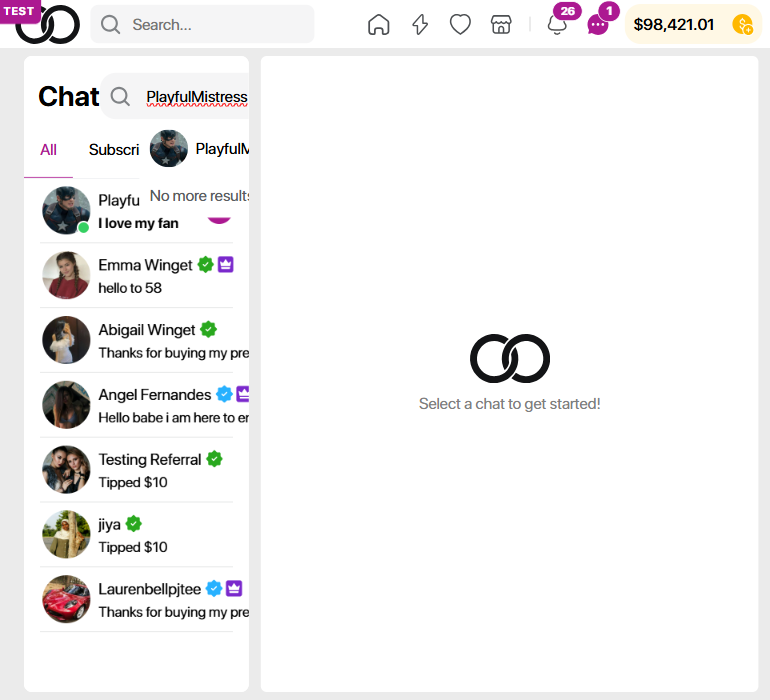 TEST
Search...
26
1
$98,421.01
Chat
PlayfulMistress
All
Subscri
PlayfulM
No more results
Playfu
I love my fan
Emma Winget
hello to 58
Abigail Winget
Thanks for buying my pre
Angel Fernandes
Hello babe i am here to er
Testing Referral
Tipped $10
jiya
Tipped $10
Laurenbellpjtee
Thanks for buying my pre
Select a chat to get started!